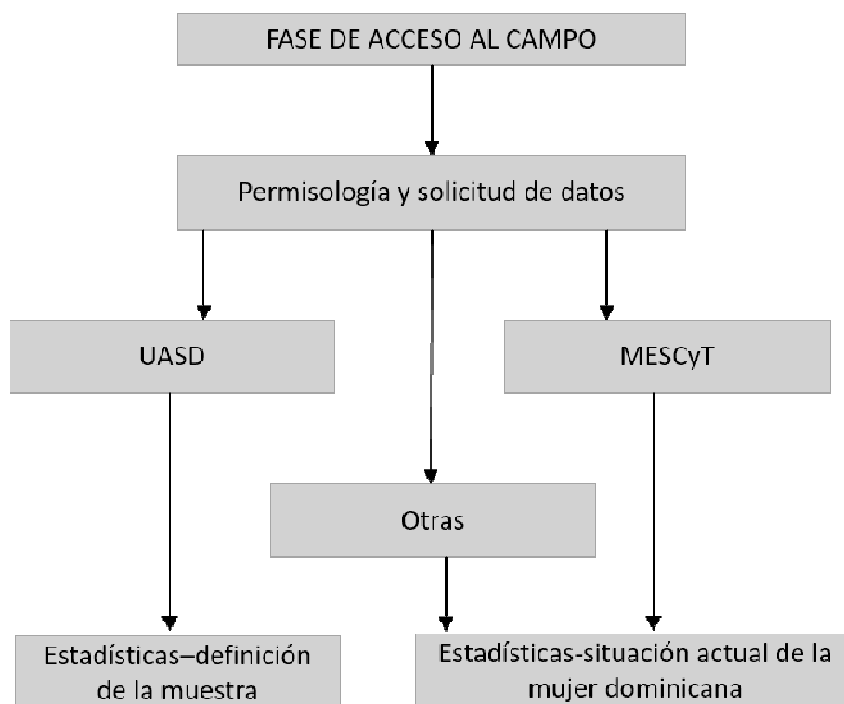 FASE DE ACCESO AL CAMPO
Permisología y solicitud de datos
UASD
MESCyT
Otras
Estadísticas–definición
de la muestra
Estadísticas-situación actual de la
mujer dominicana